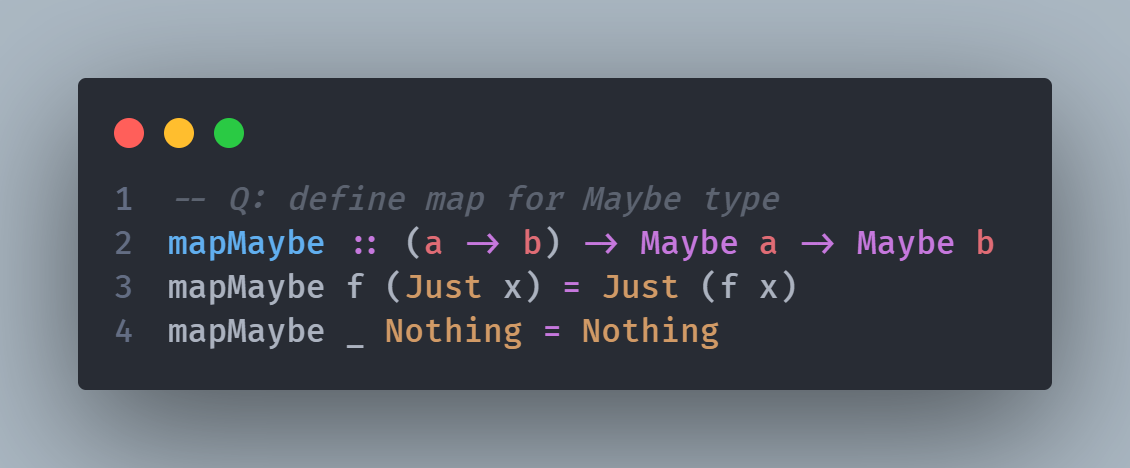 1 -- Q: define map for Maybe type
2 mapMaybe :: (a -> b) -> Maybe a -> Maybe b
3 mapMaybe f (Just x) = Just (f x)
4 mapMaybe _ Nothing = Nothing